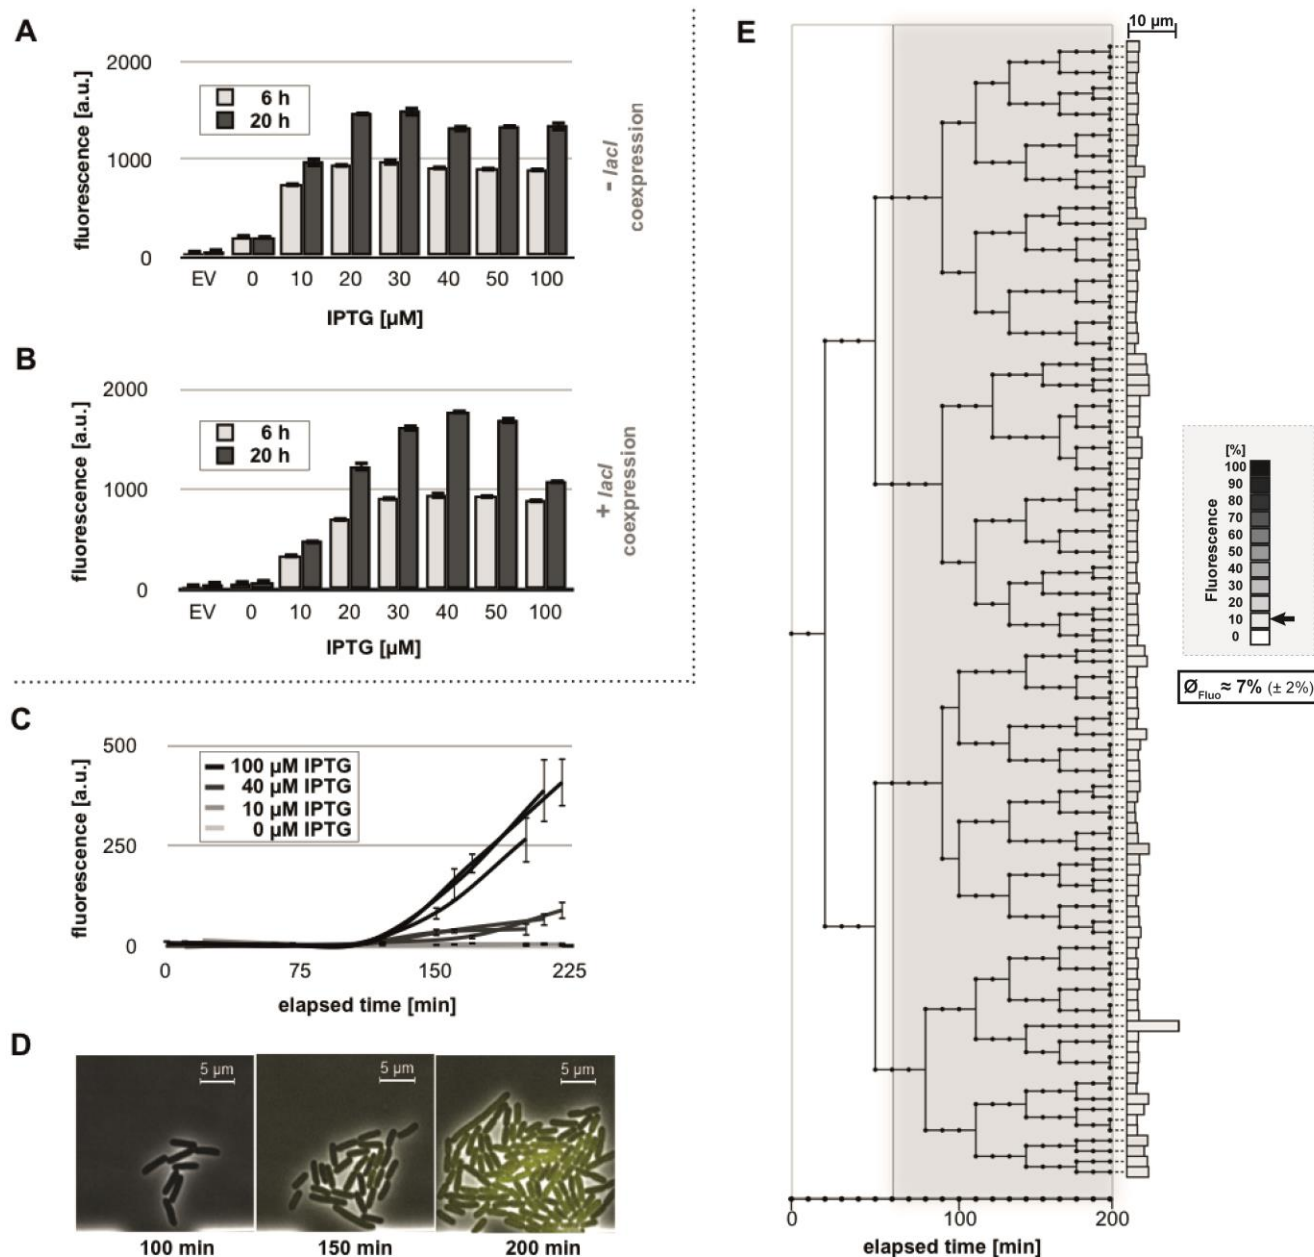 A
fluorescence [a.u.]
2000
1000
0
6 h
20 h
EV 0 10 20 30 40 50 100
IPTG [µM]
- lacI
coexpression
B
fluorescence [a.u.]
2000
1000
0
6 h
20 h
EV 0 10 20 30 40 50 100
IPTG [µM]
+ lacI
coexpression
C
fluorescence [a.u.]
500
250
0
100 µM IPTG
40 µM IPTG
10 µM IPTG
0 µM IPTG
0 75 150 225
elapsed time [min]
D
5 µm
5 µm
5 µm
100 min
150 min
200 min
E
10 µm
0 100 200
elapsed time [min]
Fluorescence
[%]
100
90
80
70
60
50
40
30
20
10
0
ØFluo ≈ 7% (± 2%)